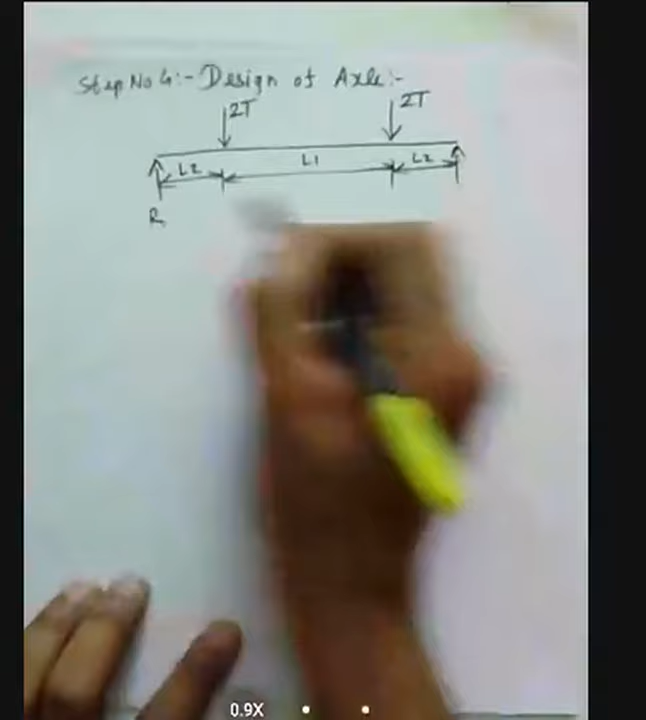 Step No 4:- Design of Axle:-
2T 2T
L2 L1 L2
R
0.9X